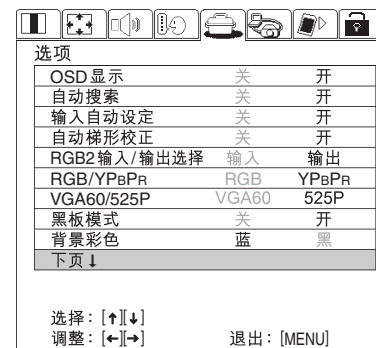 选项
OSD显示 关 开
自动搜索 关 开
输入自动设定 关 开
自动梯形校正 关 开
RGB2输入/输出选择 输入 输出
RGB/YPBPR RGB YPBPR
VGA60/525P VGA60 525P
黑板模式 关 开
背景彩色 蓝 黑
下页↓
选择：[↑][↓]
调整：[←][→] 退出：[MENU]